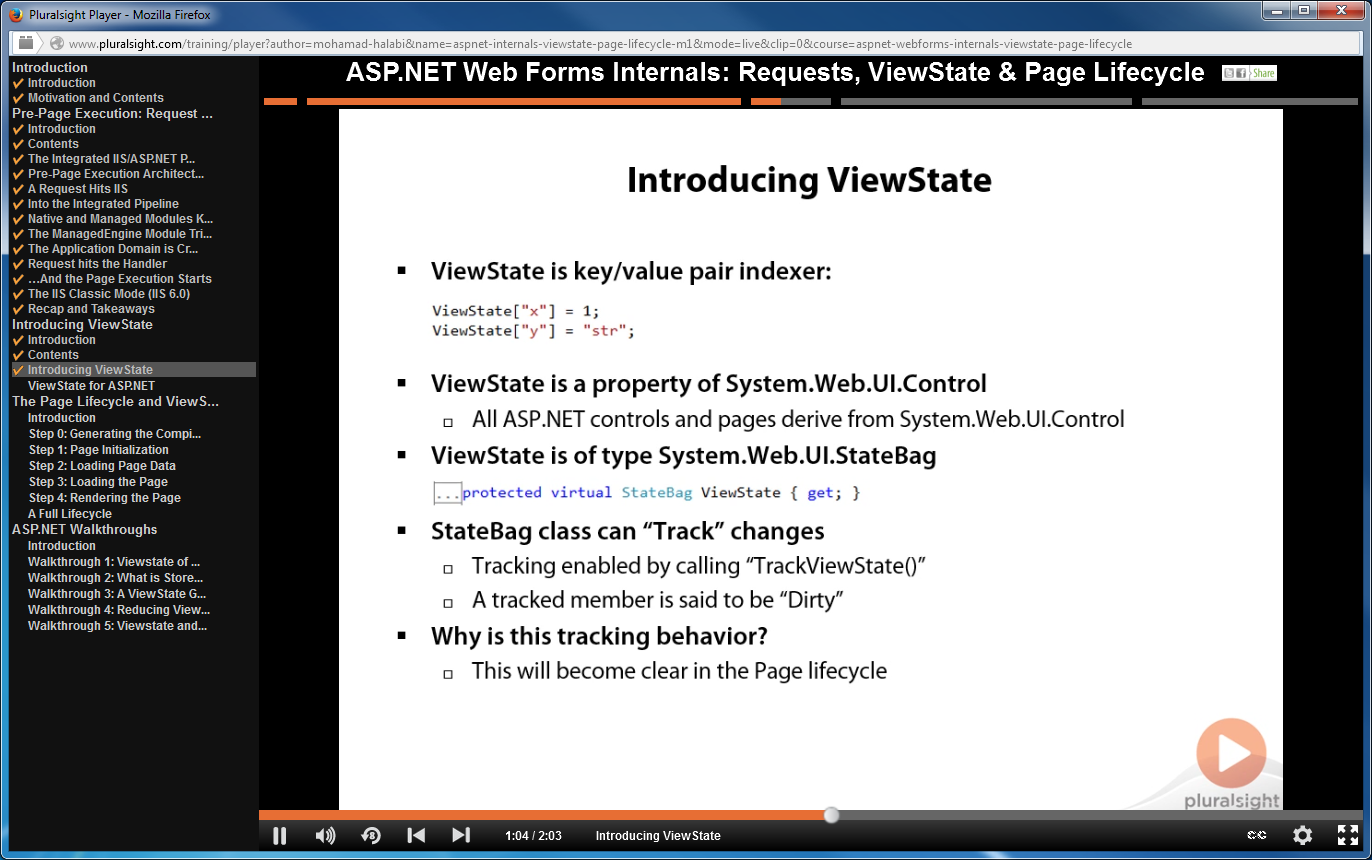 Pluralsight Player - Mozilla Firefox
www.pluralsight.com/training/player?author=mohamad-halabi&name=aspnet-internals-viewstate-page-lifecycle-m1&mode=live&clip=0&course=aspnet-webforms-internals-viewstate-page-lifecycle
Introduction
Introduction
Motivation and Contents
Pre-Page Execution: Request ...
Introduction
Contents
The Integrated IIS/ASP.NET P...
Pre-Page Execution Architect...
A Request Hits IIS
Into the Integrated Pipeline
Native and Managed Modules K...
The ManagedEngine Module Tri...
The Application Domain is Cr...
Request hits the Handler
...And the Page Execution Starts
The IIS Classic Mode (IIS 6.0)
Recap and Takeaways
Introducing ViewState
Introduction
Contents
Introducing ViewState
ViewState for ASP.NET
The Page Lifecycle and ViewS...
Introduction
Step 0: Generating the Compi...
Step 1: Page Initialization
Step 2: Loading Page Data
Step 3: Loading the Page
Step 4: Rendering the Page
A Full Lifecycle
ASP.NET Walkthroughs
Introduction
Walkthrough 1: Viewstate of ...
Walkthrough 2: What is Store...
Walkthrough 3: A ViewState G...
Walkthrough 4: Reducing View...
Walkthrough 5: Viewstate and...
ASP.NET Web Forms Internals: Requests, ViewState & Page Lifecycle
Share
Introducing ViewState
ViewState is key/value pair indexer:
ViewState["x"] = 1;
ViewState["y"] = "str";
ViewState is a property of System.Web.UI.Control
All ASP.NET controls and pages derive from System.Web.UI.Control
ViewState is of type System.Web.UI.StateBag
...protected virtual StateBag ViewState { get; }
StateBag class can “Track” changes
Tracking enabled by calling “TrackViewState()”
A tracked member is said to be “Dirty”
Why is this tracking behavior?
This will become clear in the Page lifecycle
pluralsight
8
1:04 / 2:03
Introducing ViewState
CC